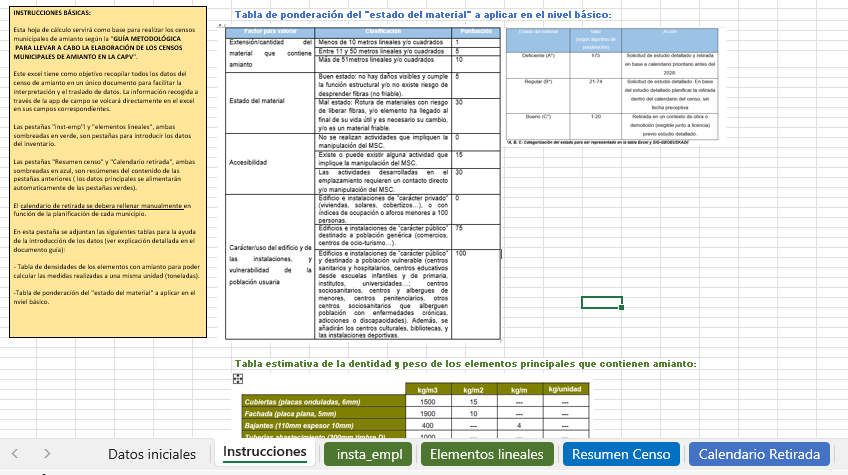 INSTRUCCIONES BÁSICAS:
Esta hoja de cálculo servirá como base para realizar los censos
municipales de amianto según la "GUÍA METODOLÓGICA
PARA LLEVAR A CABO LA ELABORACIÓN DE LOS CENSOS
MUNICIPALES DE AMIANTO EN LA CAPV".
Este excel tiene como objetivo recopilar todos los datos del
censo de amianto en un único documento para facilitar la
interpretación y el traslado de datos. La información recogida a
través de la app de campo se volcará directamente en el excel
en sus campos correspondientes.
Las pestañas "inst-empl"l y "elementos lineales", ambas
sombreadas en verde, son pestañas para introducir los datos
del inventario.
Las pestañas "Resumen censo" y "Calendario retirada", ambas
sombreadas en azul, son resúmenes del contenido de las
pestañas anteriores ( los datos principales se alimentarán
automaticamente de las pestañas verdes).
El calendario de retirada se debera rellenar manualmente en
función de la planificación de cada municipio.
En esta pestaña se adjuntan las siguientes tablas para la ayuda
de la introducción de los datos (ver explicación detallada en el
documento guía):
- Tabla de densidades de los elementos con amianto para poder
calcular las medidas realizadas a una misma unidad (toneladas).
-Tabla de ponderación del "estado del material" a aplicar en el
nviel básico.
Tabla de ponderación del "estado del material" a aplicar en el nivel básico:
Factor para valorar Clasificación Puntuación
Extensión/cantidad del
material que contiene
amianto
Menos de 10 metros lineales y/o cuadrados 1
Entre 11 y 50 metros lineales y/o cuadrados 5
Más de 51metros lineales y/o cuadrados 10
Estado del material
Buen estado: no hay daños visibles y cumple 5
la función estructural y/o no existe riesgo de
desprender fibras (no friable).
Mal estado: Rotura de materiales con riesgo 30
de liberar fibras, y/o elemento ha llegado al
final de su vida útil y es necesario su cambio,
y/o es un material friable.
Accesibilidad
No se realizan actividades que impliquen la 0
manipulación del MSC.
Existe o puede existir alguna actividad que 15
implique la manipulación del MSC.
Las actividades desarrolladas en el 30
emplazamiento requieren un contacto directo
y/o manipulación del MSC.
Carácter/uso del edificio y de
las instalaciones, y
vulnerabilidad de la
población usuaria
Edificio e instalaciones de "carácter privado" 0
(viviendas, solares, cobertizos…), o con
índices de ocupación o aforos menores a 100
personas.
Edificios e instalaciones de "carácter público" 75
destinado a población genérica (comercios,
centros de ocio-turismo…).
Edificios e instalaciones de "carácter público" 100
y destinado a población vulnerable (centros
sanitarios y hospitalarios, centros educativos
desde escuelas infantiles y de primaria,
institutos, universidades…; centros
sociosanitarios, centros y albergues de
menores, centros penitenciarios, otros
centros sociosanitarios que alberguen
población con enfermedades crónicas,
adicciones o discapacidades). Además, se
añadirán los centros culturales, bibliotecas, y
las instalaciones deportivas.
Estado del material Valor Acción
(según algoritmo de
ponderación)
Deficiente (A*) ≥75 Solicitud de estudio detallado y retirada
en base a calendario prioritario antes del
2028.
Regular (B*) 21-74 Solicitud de estudio detallado. En base
del estudio detallado planificar la retirada
dentro del calendario del censo, sin
fecha preceptiva
Bueno (C*) 1-20 Retirada en un contexto de obra o
demolición (exigible junto a licencia)
previo estudio detallado.
*A, B, C: Categorización del estado para ser representado en la tabla Excel y SIG-GEOEUSKADI
Tabla estimativa de la dentidad y peso de los elementos principales que contienen amianto:
kg/m3 kg/m2 kg/m kg/unidad
Cubiertas (placas onduladas, 6mm) 1500 15 --- ---
Fachada (placa plana, 5mm) 1900 10 --- ---
Bajantes (110mm espesor 10mm) 400 --- 4 ---
Tuberias abastecimiento (300mm timbre D) 1000
Datos iniciales Instrucciones insta_empl Elementos lineales Resumen Censo Calendario Retirada